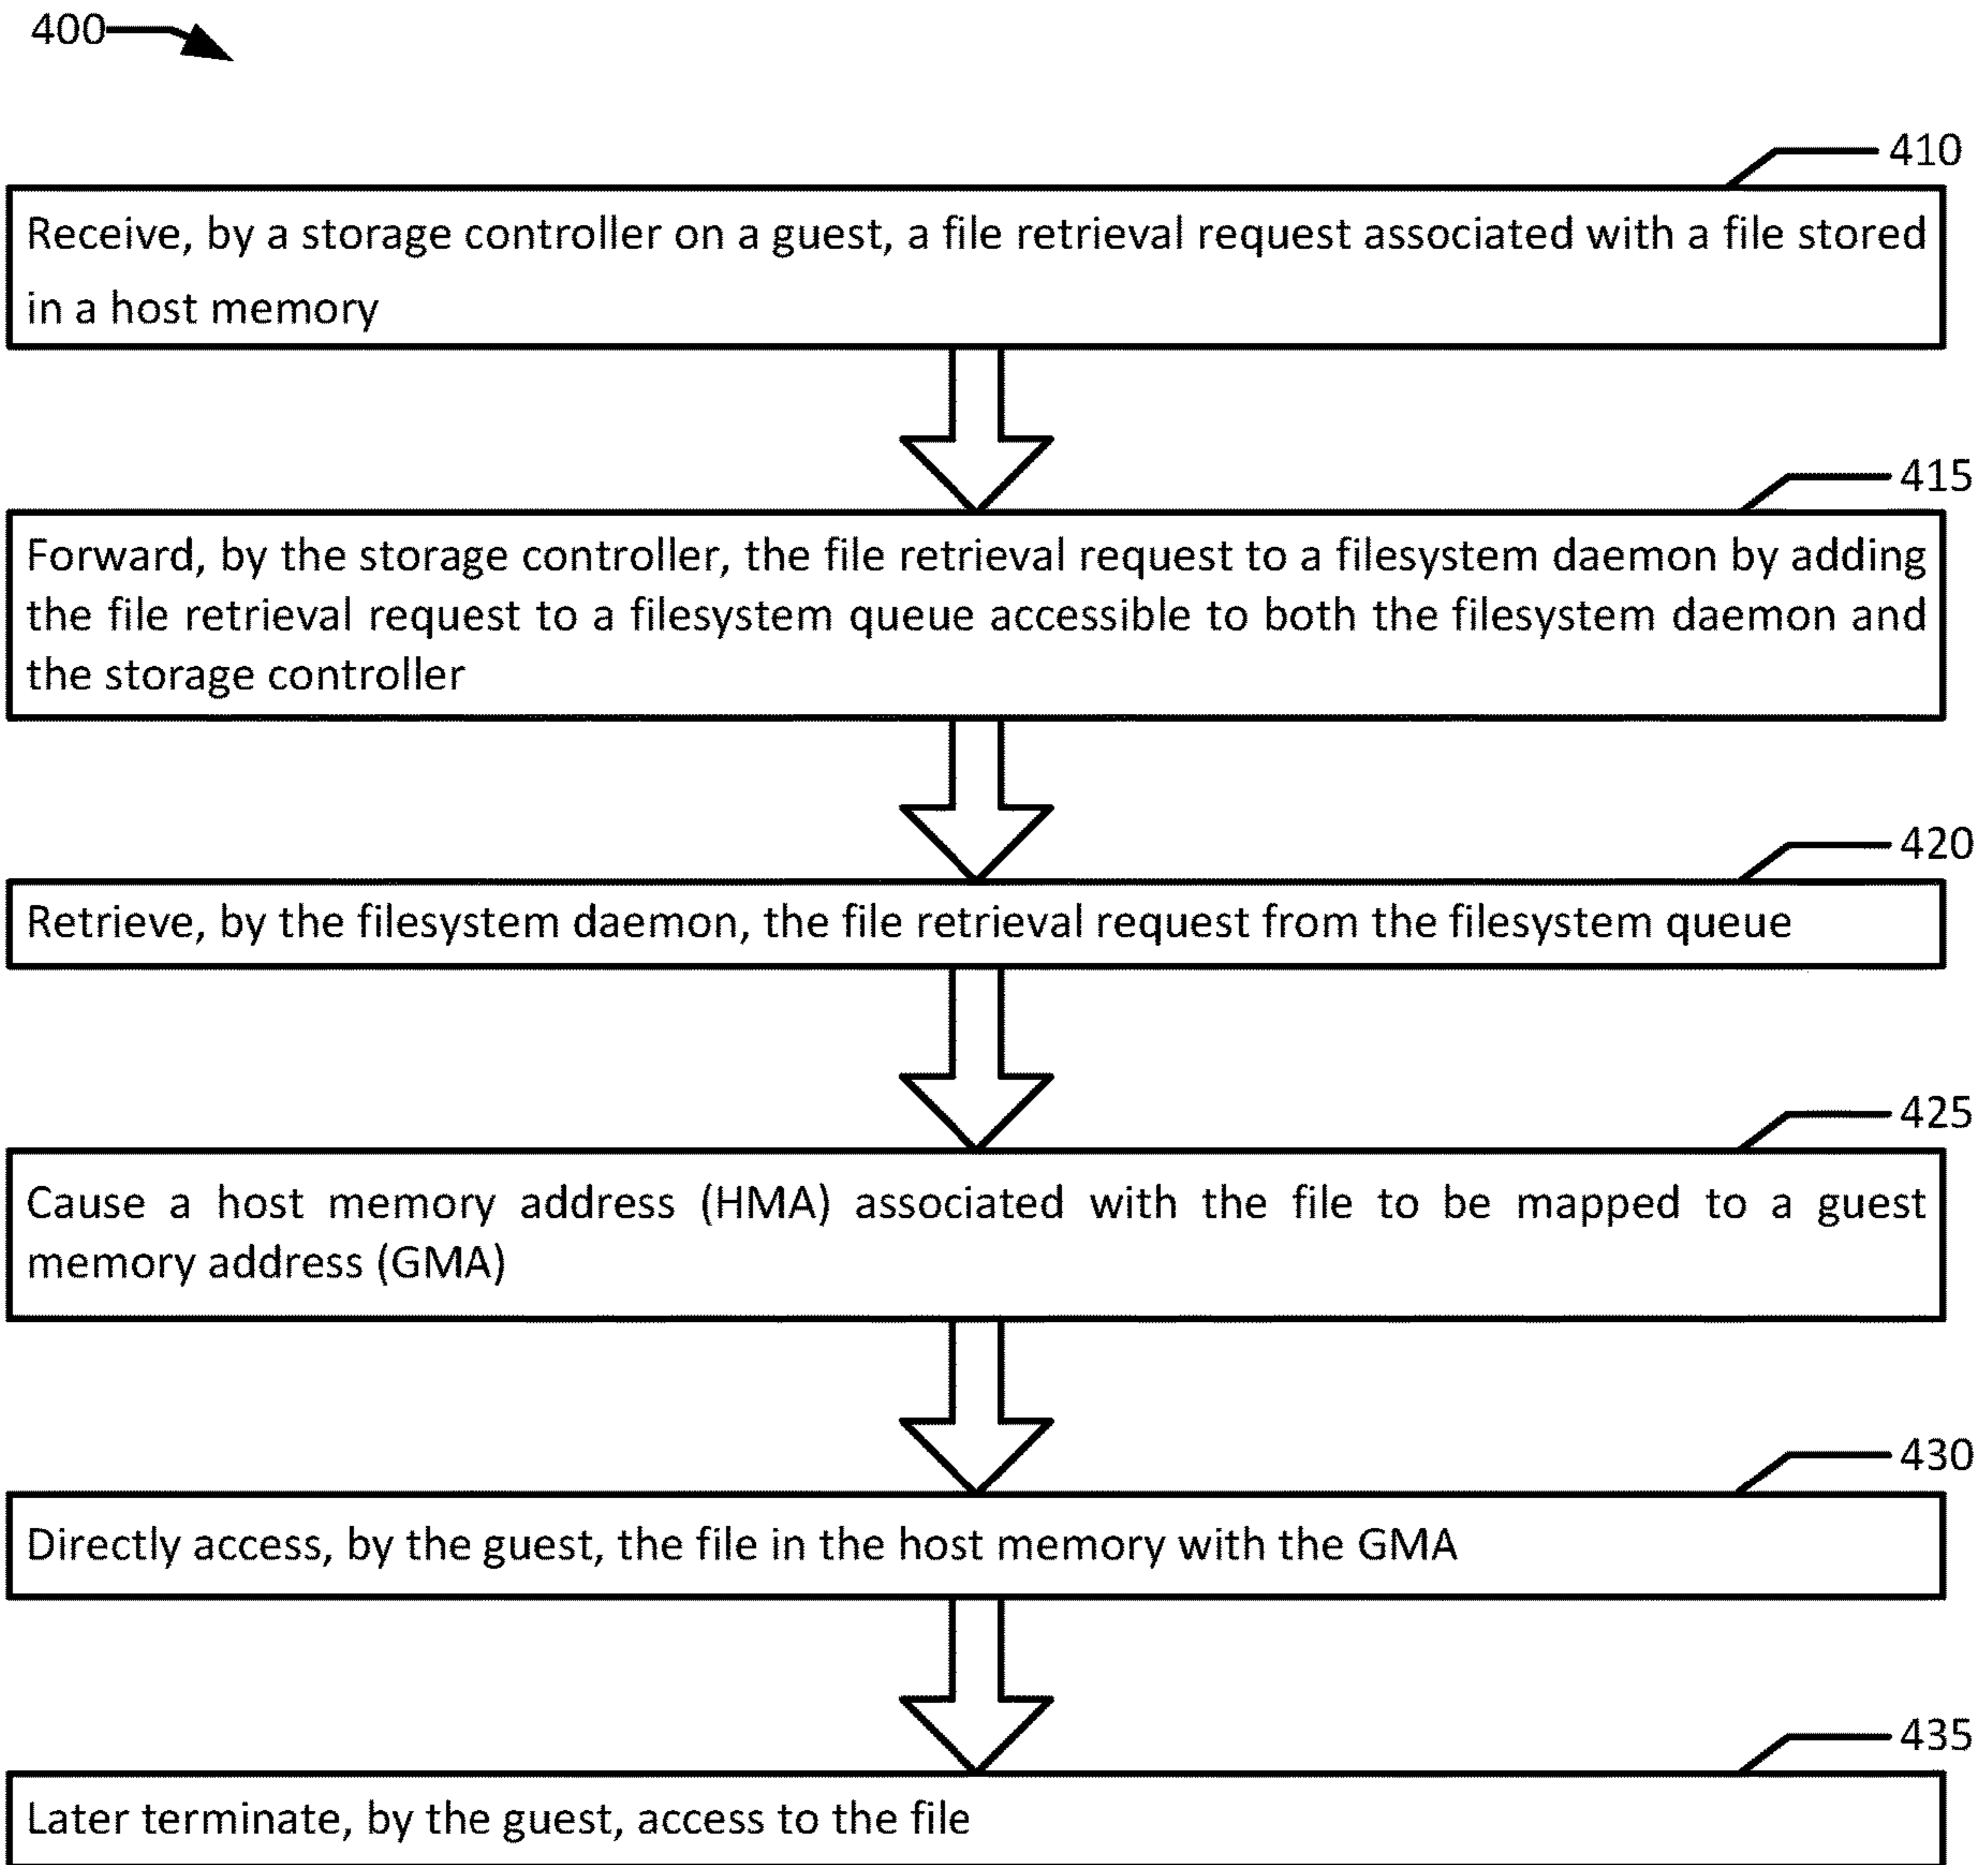 400
410
Receive, by a storage controller on a guest, a file retrieval request associated with a file stored
in a host memory
415
Forward, by the storage controller, the file retrieval request to a filesystem daemon by adding
the file retrieval request to a filesystem queue accessible to both the filesystem daemon and
the storage controller
420
Retrieve, by the filesystem daemon, the file retrieval request from the filesystem queue
425
Cause a host memory address (HMA) associated with the file to be mapped to a guest
memory address (GMA)
430
Directly access, by the guest, the file in the host memory with the GMA
435
Later terminate, by the guest, access to the file